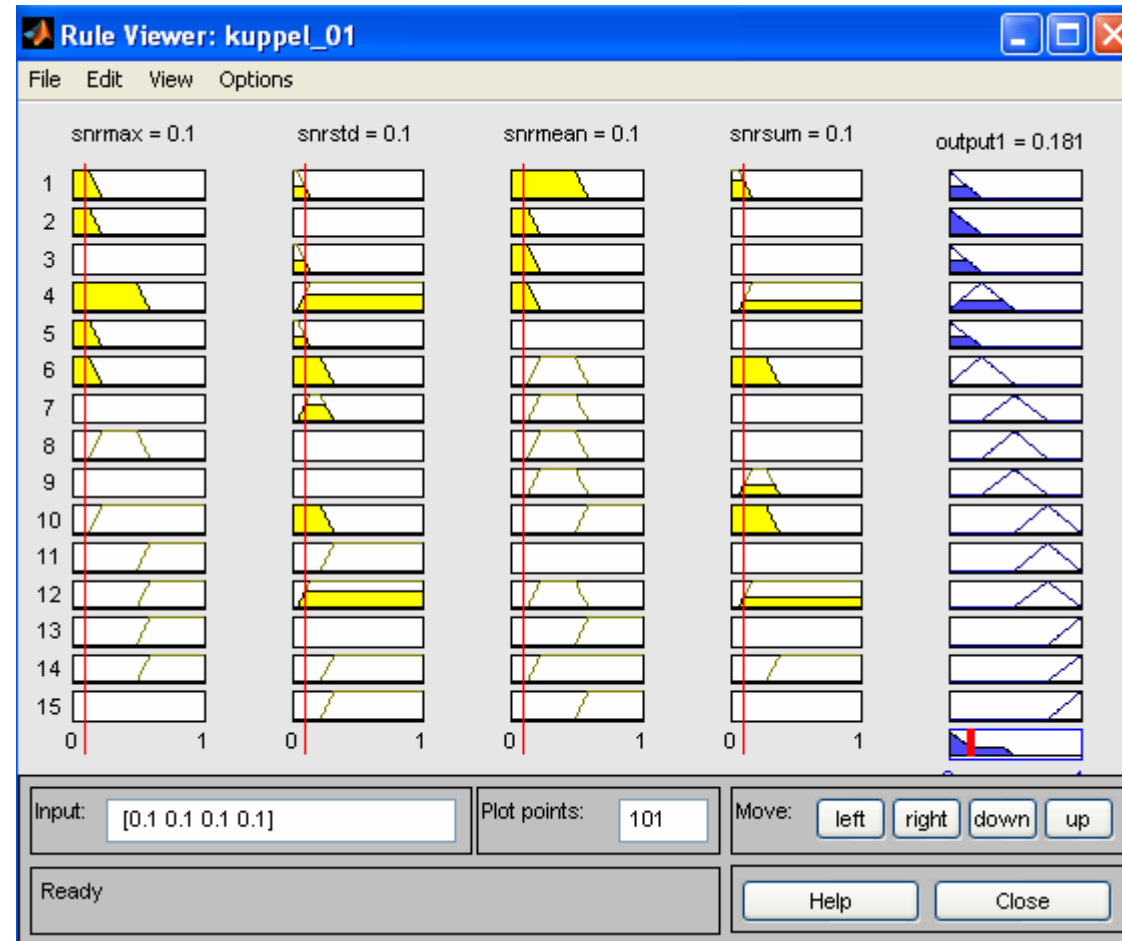 Rule Viewer: kuppel_01
File Edit View Options
snrmax = 0.1 snrstd = 0.1 snrmean = 0.1 snrsum = 0.1 output1 = 0.181
1
2
3
4
5
6
7
8
9
10
11
12
13
14
15
0 1 0 1 0 1 0 1
Input: [0.1 0.1 0.1 0.1] Plot points: 101 Move: left right down up
Ready Help Close